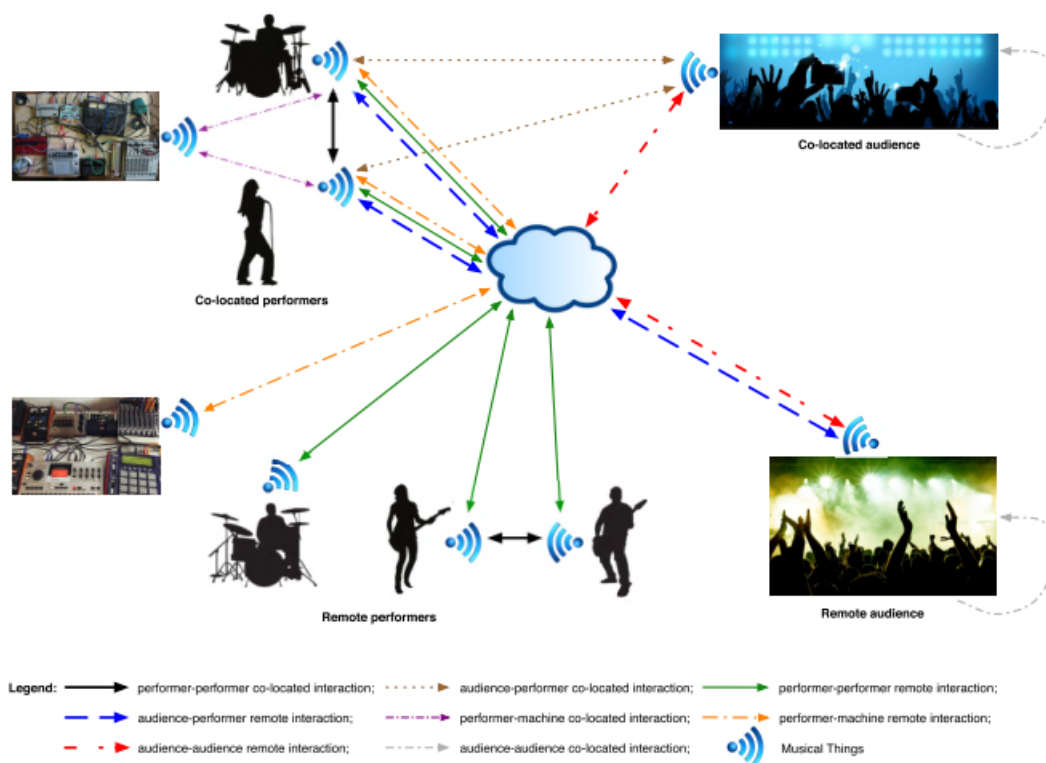 Co-located audience
Co-located performers
Remote performers
Remote audience
Legend: performer-performer co-located interaction; audience-performer co-located interaction; performer-performer remote interaction;
audience-performer remote interaction; performer-machine co-located interaction; performer-machine remote interaction;
audience-audience remote interaction; audience-audience co-located interaction; Musical Things